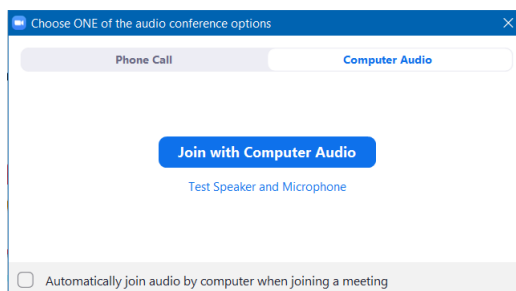 Choose ONE of the audio conference options
Phone Call
Computer Audio
Join with Computer Audio
Test Speaker and Microphone
Automatically join audio by computer when joining a meeting